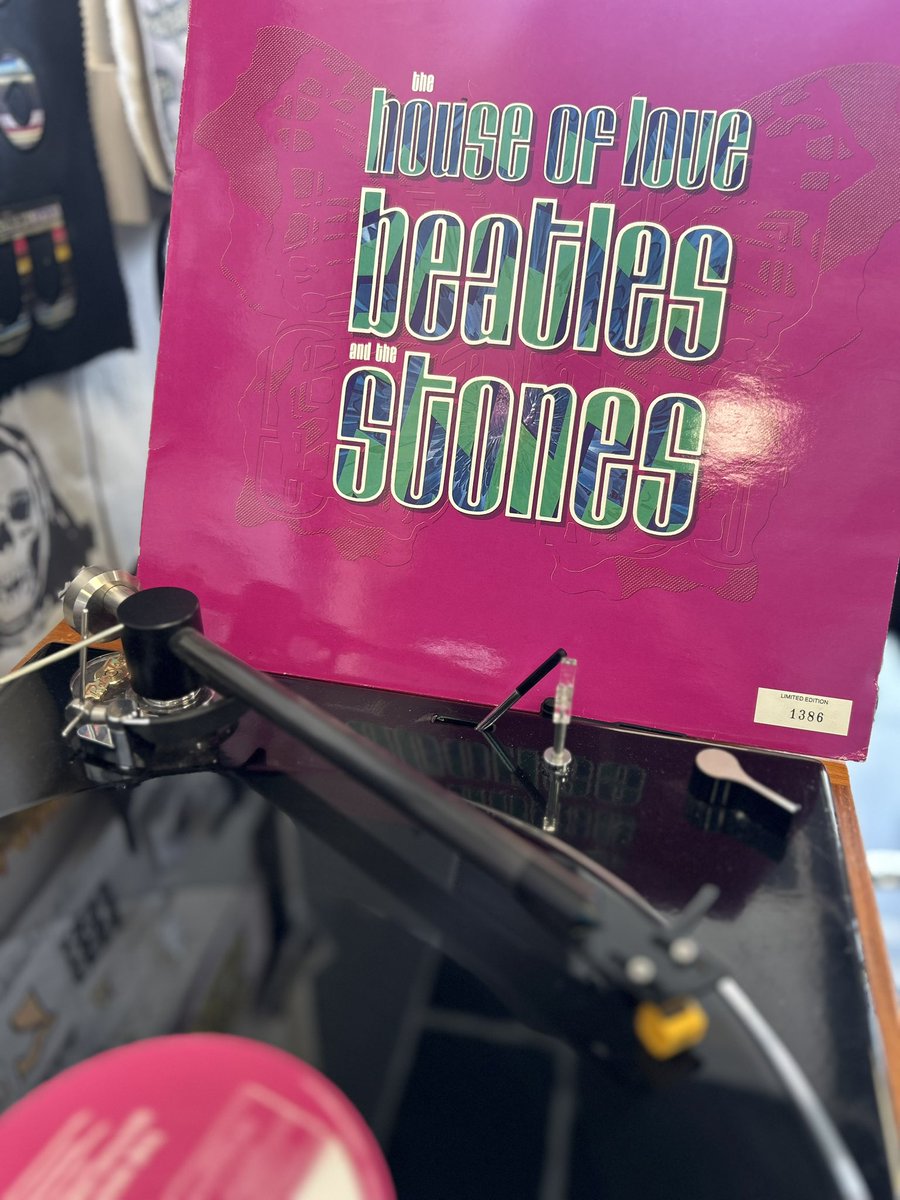 the
house of love
beatles
and the
stones
LIMITED EDITION
1386